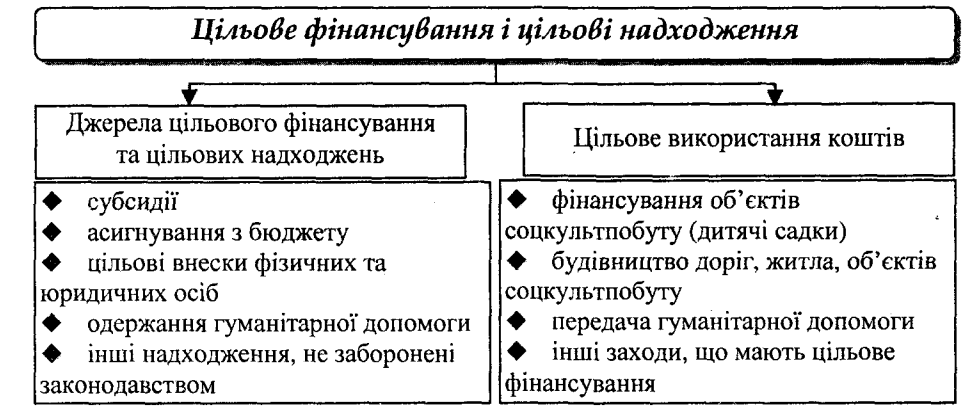 Цільове фінансування і цільові надходження
Джерела цільового фінансування
та цільових надходжень
◆ субсидії
◆ асигнування з бюджету
◆ цільові внески фізичних та
юридичних осіб
◆ одержання гуманітарної допомоги
◆ інші надходження, не заборонені
законодавством
Цільове використання коштів
◆ фінансування об’єктів
соцкультпобуту (дитячі садки)
◆ будівництво доріг, житла, об’єктів
соцкультпобуту
◆ передача гуманітарної допомоги
◆ інші заходи, що мають цільове
фінансування